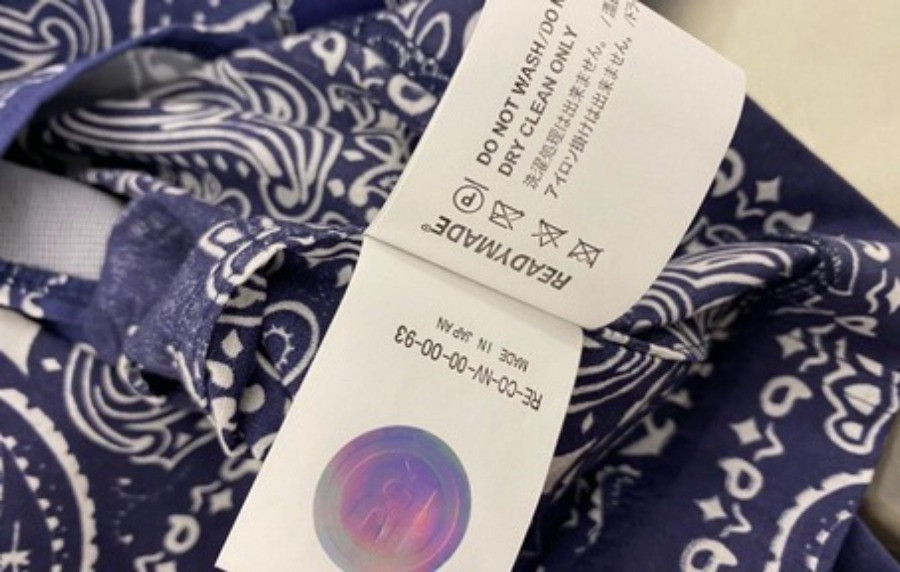 DO NOT WASH/DO N
DRY CLEAN ONLY
洗濯処理は出来ません。
アイロン掛けは出来ません。
P
READYMADE®
RE-CO-NV-00-00-93
MADE IN JAPAN